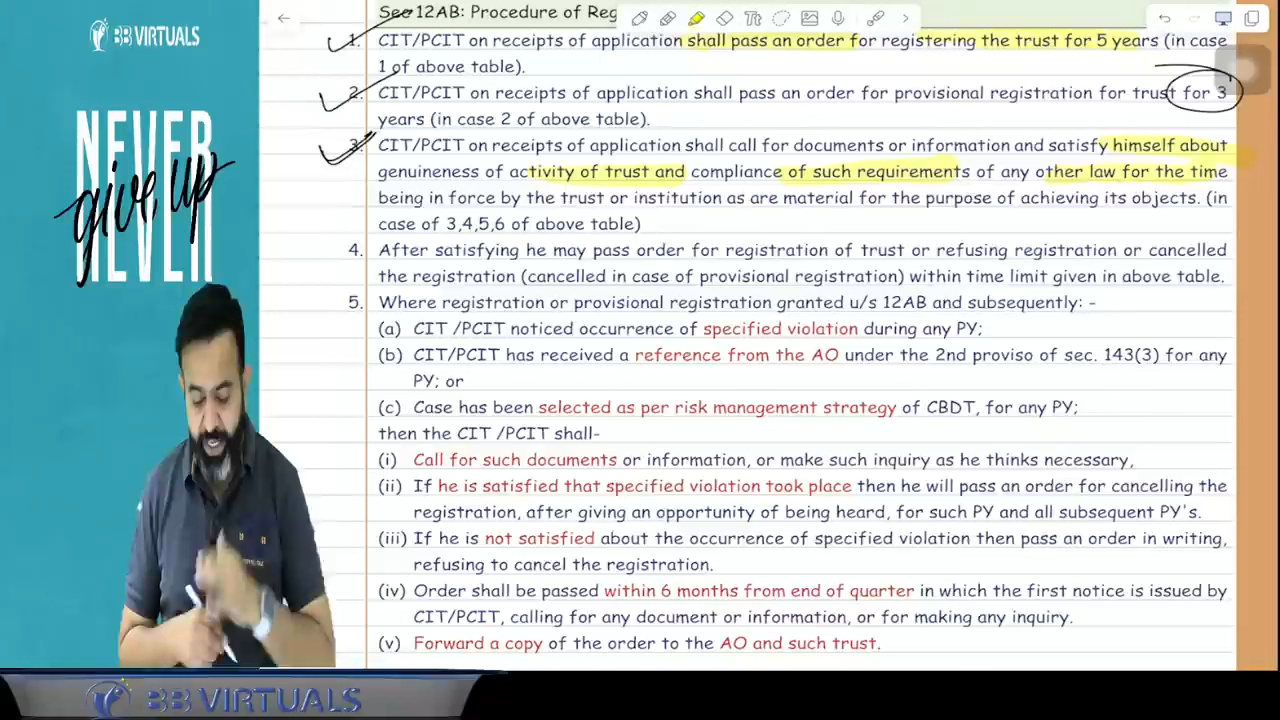 BB VIRTUALS
NEVER
give up
NEVER
Sec 12AB: Procedure of Reg
1. CIT/PCIT on receipts of application shall pass an order for registering the trust for 5 years (in case
1 of above table).
2. CIT/PCIT on receipts of application shall pass an order for provisional registration for trust for 3
years (in case 2 of above table).
3. CIT/PCIT on receipts of application shall call for documents or information and satisfy himself about
genuineness of activity of trust and compliance of such requirements of any other law for the time
being in force by the trust or institution as are material for the purpose of achieving its objects. (in
case of 3,4,5,6 of above table)
4. After satisfying he may pass order for registration of trust or refusing registration or cancelled
the registration (cancelled in case of provisional registration) within time limit given in above table.
5. Where registration or provisional registration granted u/s 12AB and subsequently: -
(a) CIT /PCIT noticed occurrence of specified violation during any PY;
(b) CIT/PCIT has received a reference from the AO under the 2nd proviso of sec. 143(3) for any
PY; or
(c) Case has been selected as per risk management strategy of CBDT, for any PY;
then the CIT /PCIT shall-
(i) Call for such documents or information, or make such inquiry as he thinks necessary,
(ii) If he is satisfied that specified violation took place then he will pass an order for cancelling the
registration, after giving an opportunity of being heard, for such PY and all subsequent PY's.
(iii) If he is not satisfied about the occurrence of specified violation then pass an order in writing,
refusing to cancel the registration.
(iv) Order shall be passed within 6 months from end of quarter in which the first notice is issued by
CIT/PCIT, calling for any document or information, or for making any inquiry.
(v) Forward a copy of the order to the AO and such trust.
BB VIRTUALS